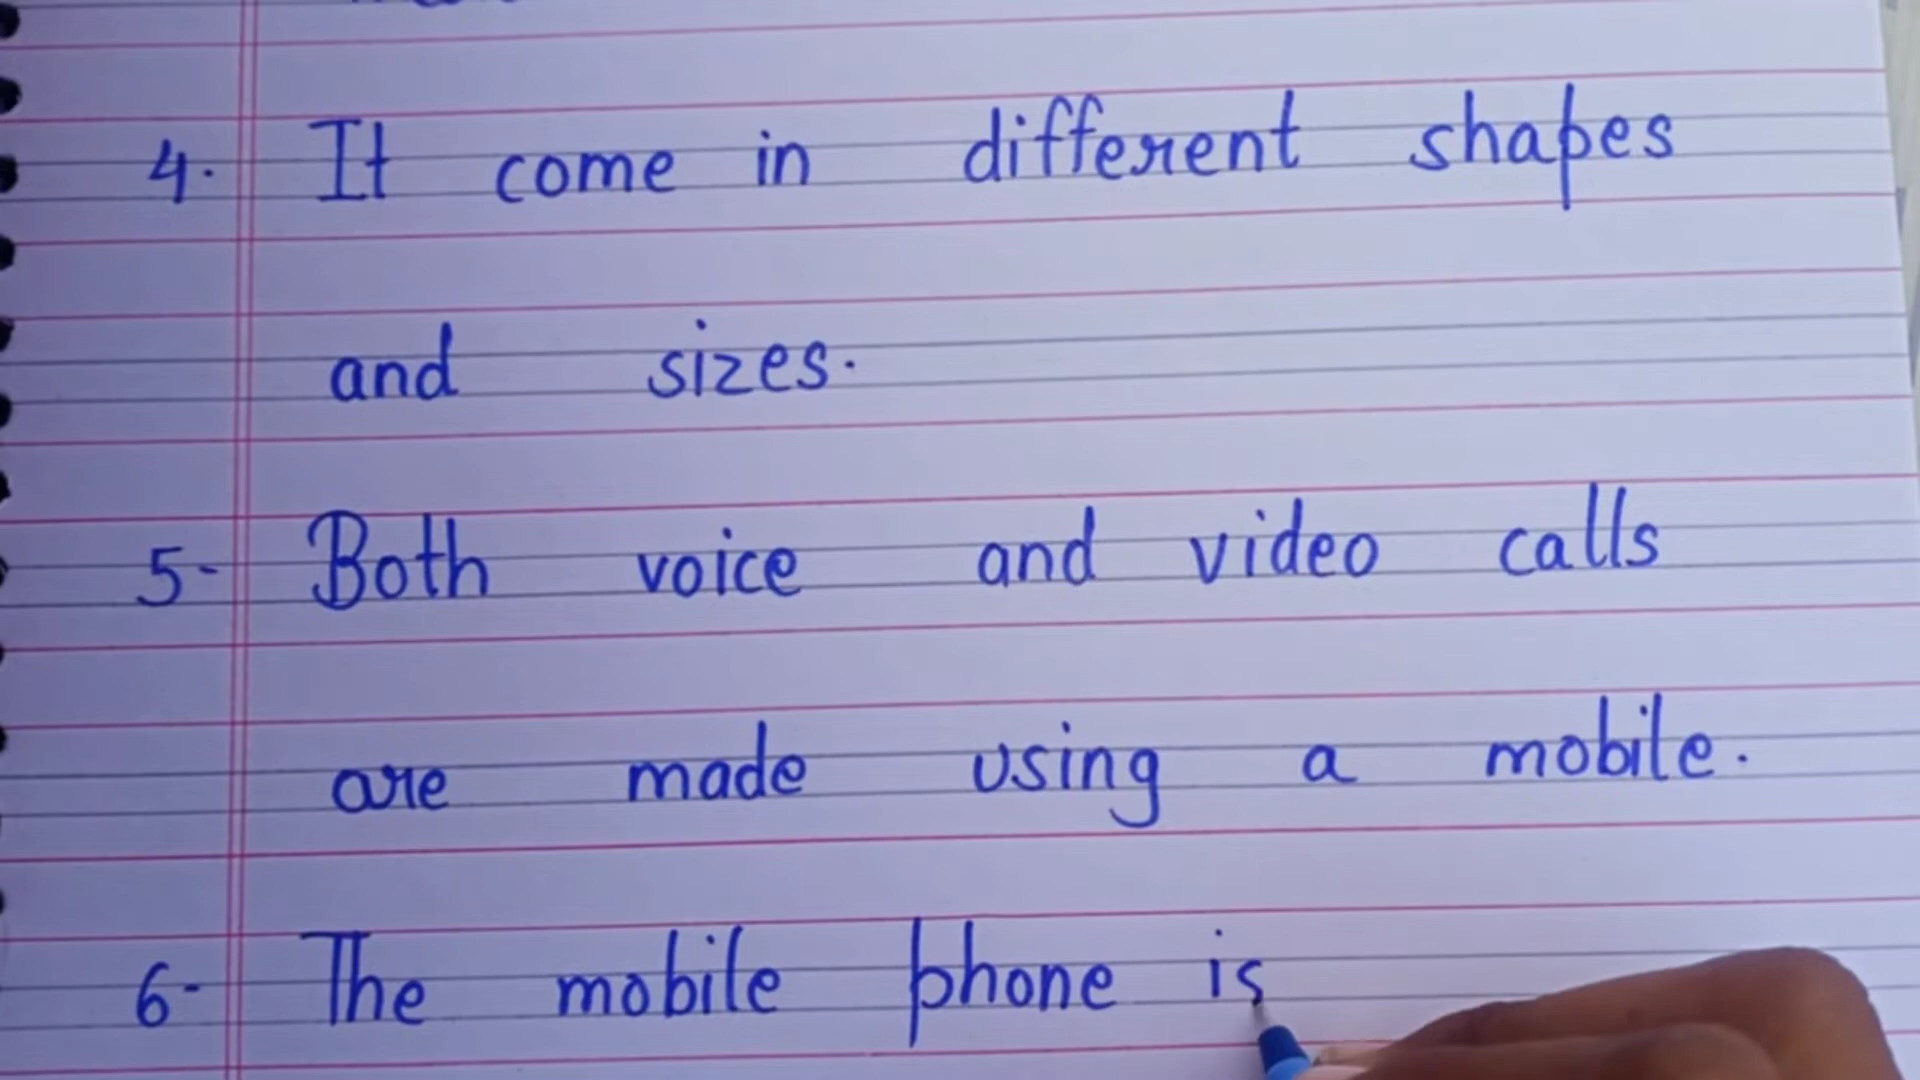 4. It come in different shapes
and sizes.
5- Both voice and video calls
are made using a mobile.
6- The mobile phone is